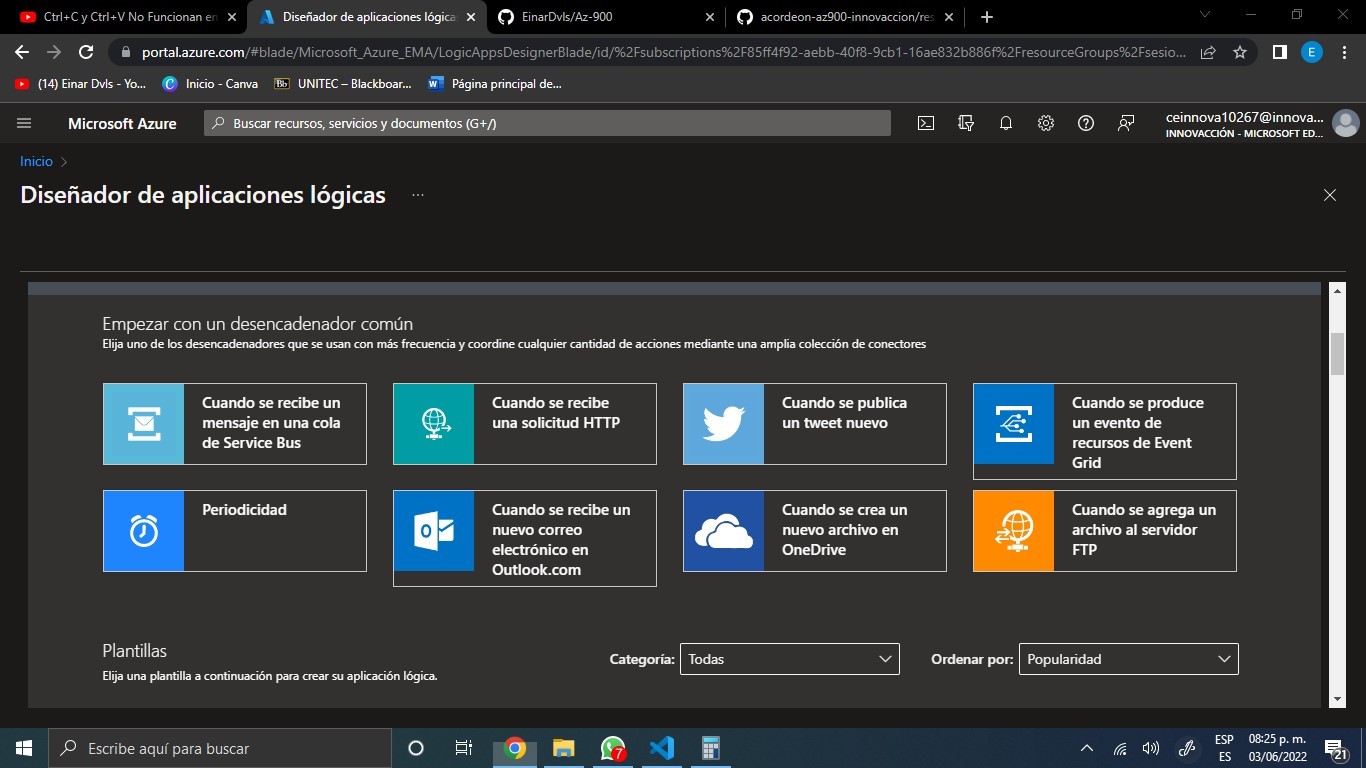 Ctrl+C y Ctrl+V No Funcionan en
Diseñador de aplicaciones lógicas
EinarDvls/Az-900
acordeon-az900-innovaccion/res
portal.azure.com/#blade/Microsoft_Azure_EMA/LogicAppsDesignerBlade/id/%2Fsubscriptions%2F85ff4f92-aebb-40f8-9cb1-16ae832b886f%2FresourceGroups%2Fsesio...
E
(14) Einar Dvls - Yo...
Inicio - Canva
Bb
UNITEC – Blackboar...
Página principal de...
Microsoft Azure
Buscar recursos, servicios y documentos (G+/)
ceinnova10267@innova...
INNOVACCIÓN - MICROSOFT ED...
Inicio
Diseñador de aplicaciones lógicas
Empezar con un desencadenador común
Elija uno de los desencadenadores que se usan con más frecuencia y coordine cualquier cantidad de acciones mediante una amplia colección de conectores
Cuando se recibe un
mensaje en una cola
de Service Bus
Cuando se recibe
una solicitud HTTP
Cuando se publica
un tweet nuevo
Cuando se produce
un evento de
recursos de Event
Grid
Periodicidad
Cuando se recibe un
nuevo correo
electrónico en
Outlook.com
Cuando se crea un
nuevo archivo en
OneDrive
Cuando se agrega un
archivo al servidor
FTP
Plantillas
Elija una plantilla a continuación para crear su aplicación lógica.
Categoría:
Todas
Ordenar por:
Popularidad
Escribe aquí para buscar
7
ESP
ES
08:25 p. m.
03/06/2022
21